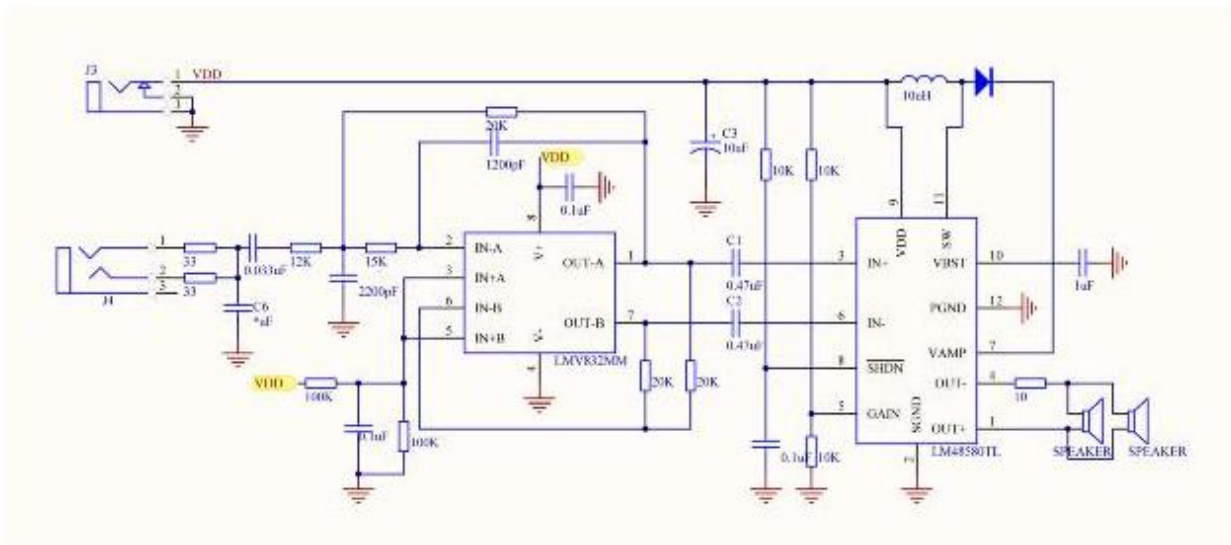 J3
1
VDD
2
3
20K
1200pF
VDD
0.1uF
C3
10uF
10K
10K
10uH
8
V+
9
VDD
11
SW
1
33
0.033uF
12K
15K
2
IN-A
3
IN+A
6
IN-B
5
IN+B
OUT-A
1
OUT-B
7
V-
4
LMV832MM
C1
0.47uF
C2
0.47uF
3
IN+
6
IN-
8
SHDN
5
GAIN
VBST
10
1uF
PGND
12
VAMP
7
OUT-
4
10
OUT+
1
SGND
2
LM48580TL
SPEAKER
SPEAKER
2
33
3
J4
C6
*uF
2200pF
VDD
100K
0.1uF
100K
20K
20K
0.1uF
10K